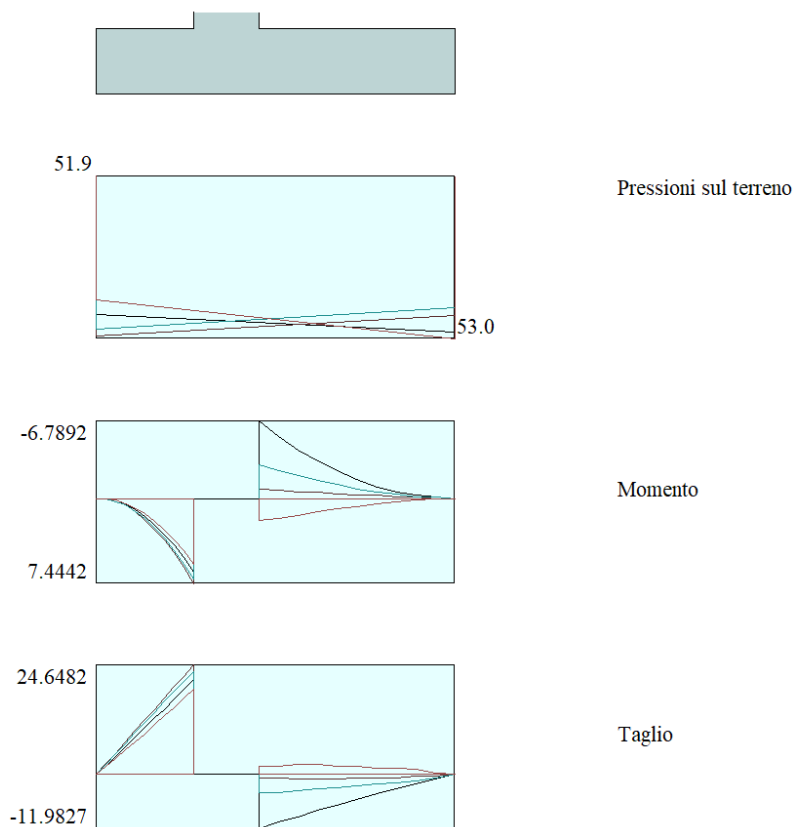 51.9
Pressioni sul terreno
53.0
-6.7892
Momento
7.4442
24.6482
Taglio
-11.9827